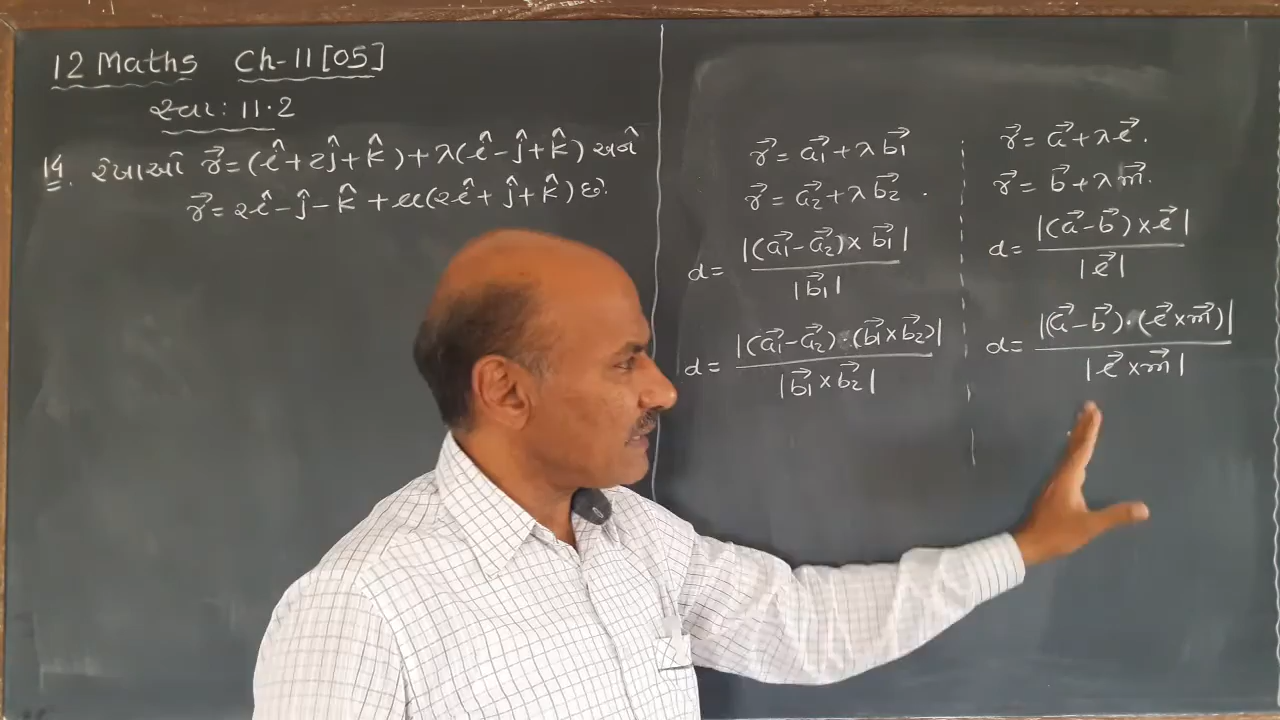 12 Maths Ch-11[05]
સ્વા: 11.2
14. રેખાઓ r⃗=(î+2ĵ+k̂)+λ(î-ĵ+k̂) અને
r⃗=2î-ĵ-k̂+μ(2î+ĵ+k̂) છે.
r⃗=a⃗1+λb⃗1
r⃗=a⃗2+λb⃗2.
d=|(a⃗1-a⃗2)×b⃗1|/|b⃗1|
d=|(a⃗1-a⃗2)·(b⃗1×b⃗2)|/|b⃗1×b⃗2|
r⃗=a⃗+λl⃗.
r⃗=b⃗+λm⃗.
d=|(a⃗-b⃗)×l⃗|/|l⃗|
d=|(a⃗-b⃗)·(l⃗×m⃗)|/|l⃗×m⃗|